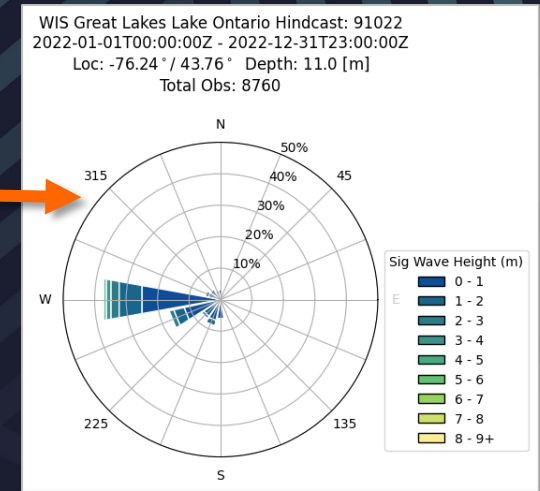 WIS Great Lakes Lake Ontario Hindcast: 91022
2022-01-01T00:00:00Z - 2022-12-31T23:00:00Z
Loc: -76.24°/ 43.76° Depth: 11.0 [m]
Total Obs: 8760
N
50%
315
40%
45
30%
20%
10%
Sig Wave Height (m)
0 - 1
W
E
1 - 2
2 - 3
3 - 4
4 - 5
5 - 6
6 - 7
225
135
7 - 8
8 - 9+
S